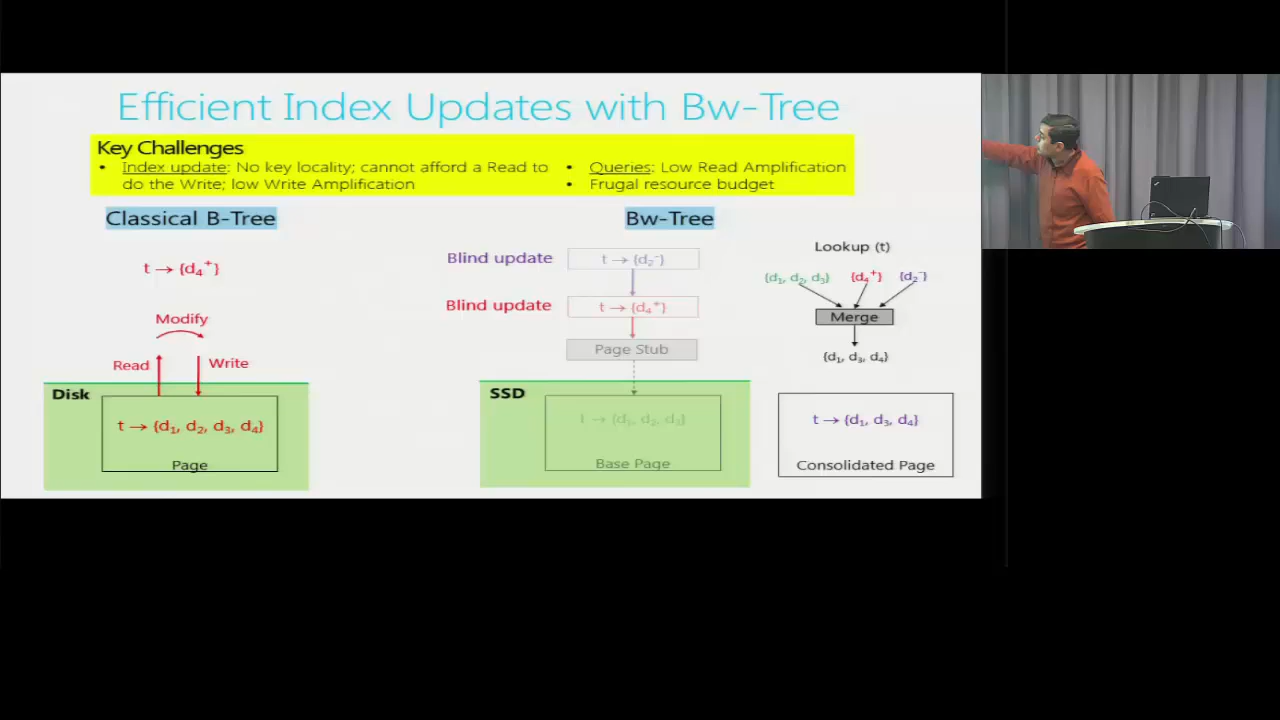 Efficient Index Updates with Bw-Tree
Key Challenges
• Index update: No key locality; cannot afford a Read to
do the Write; low Write Amplification
• Queries: Low Read Amplification
• Frugal resource budget
Classical B-Tree
t → {d₄⁺}
Modify
Read
Write
Disk
t → {d₁, d₂, d₃, d₄}
Page
Bw-Tree
Blind update
t → {d₂⁻}
Blind update
t → {d₄⁺}
Page Stub
SSD
t → {d₁, d₂, d₃}
Base Page
Lookup (t)
{d₁, d₂, d₃} {d₄⁺} {d₂⁻}
Merge
{d₁, d₃, d₄}
t → {d₁, d₃, d₄}
Consolidated Page